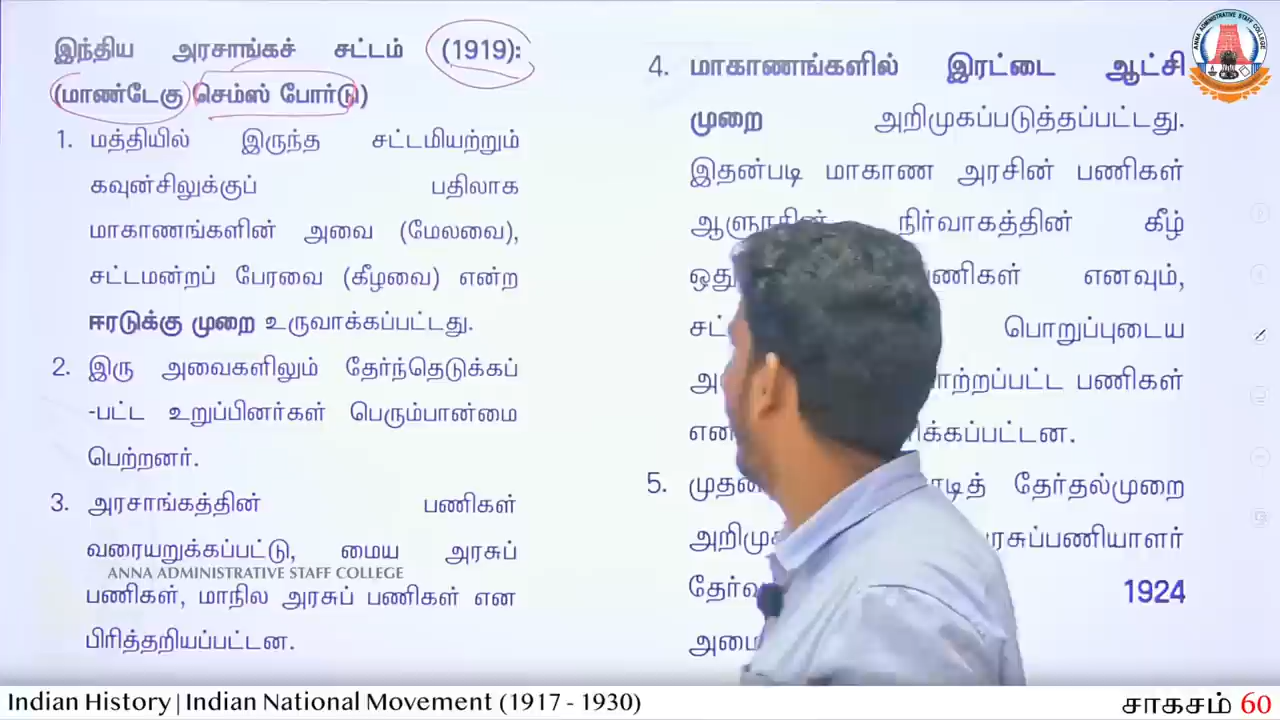 இந்திய அரசாங்கச் சட்டம் (1919):
(மாண்டேகு செம்ஸ் போர்டு)
1. மத்தியில் இருந்த சட்டமியற்றும்
கவுன்சிலுக்குப் பதிலாக
மாகாணங்களின் அவை (மேலவை),
சட்டமன்றப் பேரவை (கீழவை) என்ற
ஈரடுக்கு முறை உருவாக்கப்பட்டது.
2. இரு அவைகளிலும் தேர்ந்தெடுக்கப்
-பட்ட உறுப்பினர்கள் பெரும்பான்மை
பெற்றனர்.
3. அரசாங்கத்தின் பணிகள்
வரையறுக்கப்பட்டு, மைய அரசுப்
ANNA ADMINISTRATIVE STAFF COLLEGE
பணிகள், மாநில அரசுப் பணிகள் என
பிரித்தறியப்பட்டன.
4. மாகாணங்களில் இரட்டை ஆட்சி
முறை அறிமுகப்படுத்தப்பட்டது.
இதன்படி மாகாண அரசின் பணிகள்
நிர்வாகத்தின் கீழ்
எனவும்,
பொறுப்புடைய
பணிகள்
5. தேர்தல்முறை
1924
ANNA ADMINISTRATIVE STAFF COLLEGE
Indian History | Indian National Movement (1917 - 1930)
சாகசம் 60